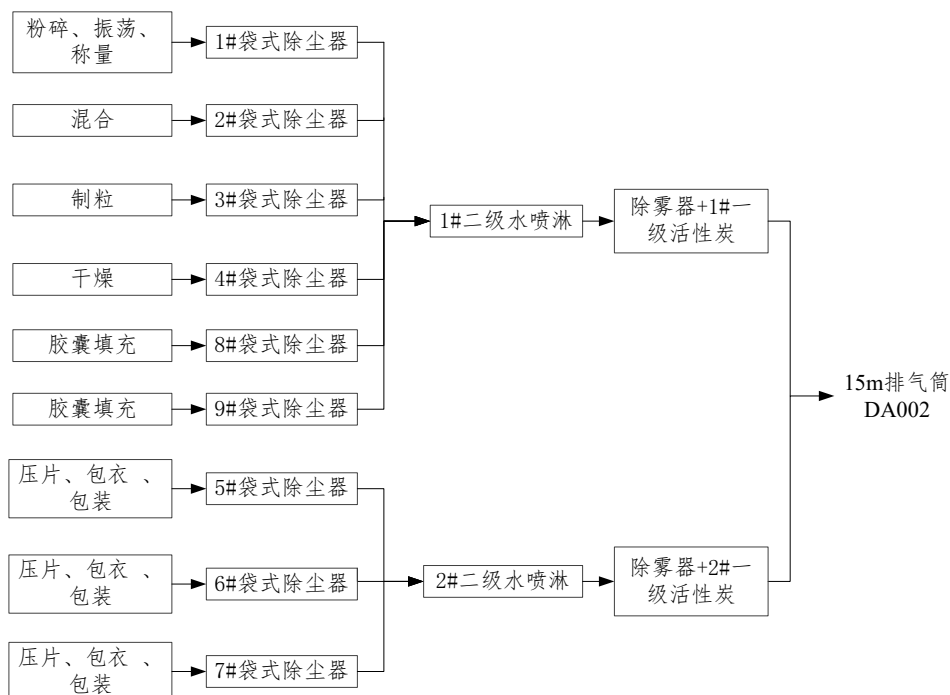 粉碎、振荡、
称量
1#袋式除尘器
混合
2#袋式除尘器
制粒
3#袋式除尘器
干燥
4#袋式除尘器
胶囊填充
8#袋式除尘器
胶囊填充
9#袋式除尘器
1#二级水喷淋
除雾器+1#一
级活性炭
压片、包衣 、
包装
5#袋式除尘器
压片、包衣 、
包装
6#袋式除尘器
压片、包衣 、
包装
7#袋式除尘器
2#二级水喷淋
除雾器+2#一
级活性炭
15m排气筒
DA002